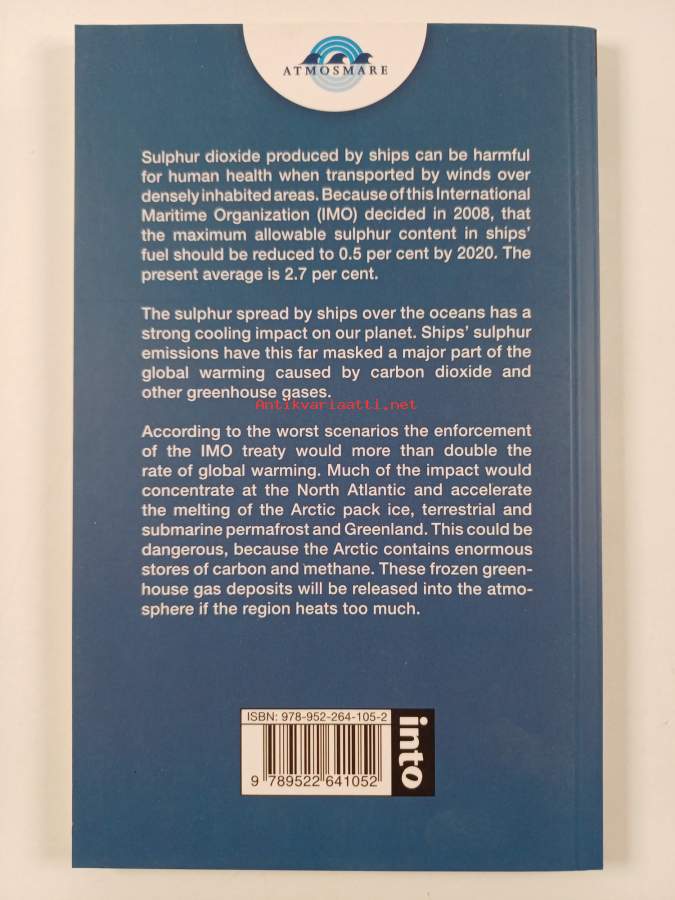 ATMOSMARE
Sulphur dioxide produced by ships can be harmful
for human health when transported by winds over
densely inhabited areas. Because of this International
Maritime Organization (IMO) decided in 2008, that
the maximum allowable sulphur content in ships'
fuel should be reduced to 0.5 per cent by 2020. The
present average is 2.7 per cent.
The sulphur spread by ships over the oceans has a
strong cooling impact on our planet. Ships' sulphur
emissions have this far masked a major part of the
global warming caused by carbon dioxide and
other greenhouse gases.
Antikvariaatti.net
According to the worst scenarios the enforcement
of the IMO treaty would more than double the
rate of global warming. Much of the impact would
concentrate at the North Atlantic and accelerate
the melting of the Arctic pack ice, terrestrial and
submarine permafrost and Greenland. This could be
dangerous, because the Arctic contains enormous
stores of carbon and methane. These frozen green-
house gas deposits will be released into the atmo-
sphere if the region heats too much.
ISBN: 978-952-264-105-2
9 789522 641052
into